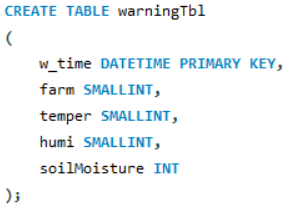 CREATE TABLE warningTbl
(
    w_time DATETIME PRIMARY KEY,
    farm SMALLINT,
    temper SMALLINT,
    humi SMALLINT,
    soilMoisture INT
);